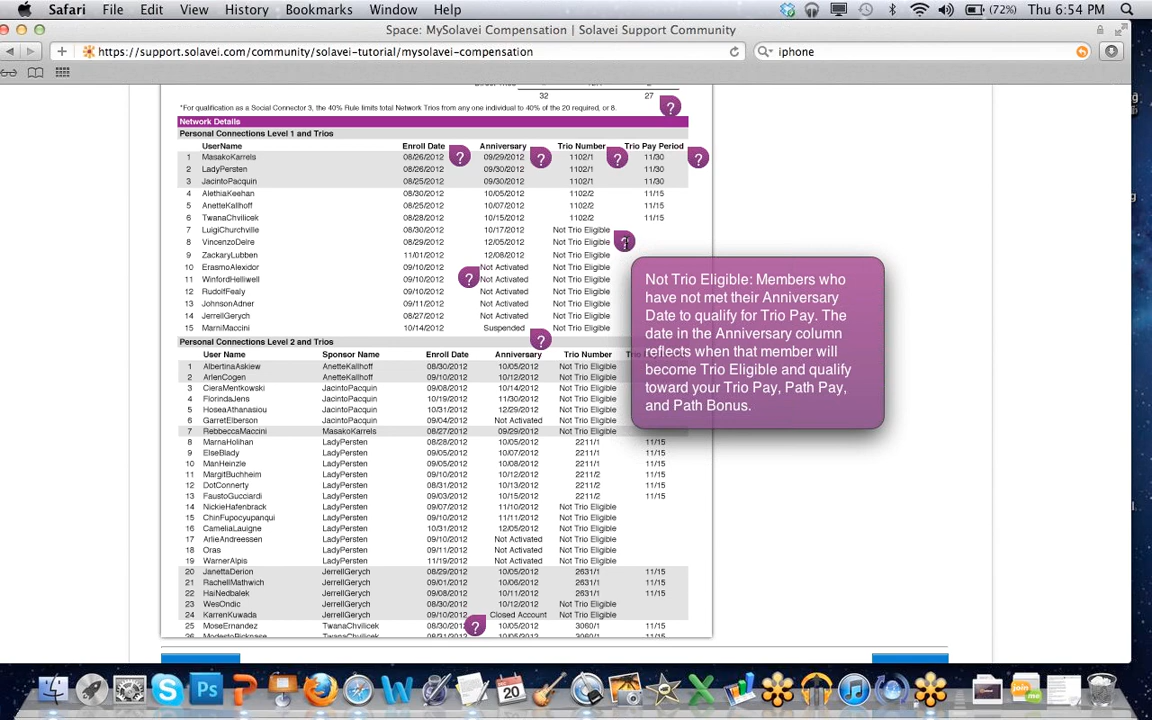 Safari File Edit View History Bookmarks Window Help (72%) Thu 6:54 PM
Space: MySolavei Compensation | Solavei Support Community
https://support.solavei.com/community/solavei-tutorial/mysolavei-compensation iphone
32 27
*For qualification as a Social Connector 3, the 40% Rule limits total Network Trios from any one individual to 40% of the 20 required, or 8.
?
Network Details
Personal Connections Level 1 and Trios
UserName Enroll Date Anniversary Trio Number Trio Pay Period
1 MasakoKarrels 08/26/2012 ? 09/29/2012 ? 1102/1 ? 11/30 ?
2 LadyPersten 08/26/2012 09/30/2012 1102/1 11/30
3 JacintoPacquin 08/25/2012 09/30/2012 1102/1 11/30
4 AlethiaKeehan 08/30/2012 10/05/2012 1102/2 11/15
5 AnetteKallhoff 08/25/2012 10/07/2012 1102/2 11/15
6 TwanaChvilicek 08/28/2012 10/15/2012 1102/2 11/15
7 LuigiChurchville 08/30/2012 10/17/2012 Not Trio Eligible
8 VincenzoDeire 08/29/2012 12/05/2012 Not Trio Eligible ?
9 ZackaryLubben 11/01/2012 12/08/2012 Not Trio Eligible
10 ErasmoAlexidor 09/10/2012 Not Activated Not Trio Eligible
11 WinfordHelliwell 09/10/2012 ? Not Activated Not Trio Eligible
12 RudolfFealy 09/10/2012 Not Activated Not Trio Eligible
13 JohnsonAdner 09/11/2012 Not Activated Not Trio Eligible
14 JerrellGerych 08/27/2012 Not Activated Not Trio Eligible
15 MarniMaccini 10/14/2012 Suspended Not Trio Eligible
?
Not Trio Eligible: Members who
have not met their Anniversary
Date to qualify for Trio Pay. The
date in the Anniversary column
reflects when that member will
become Trio Eligible and qualify
toward your Trio Pay, Path Pay,
and Path Bonus.
Personal Connections Level 2 and Trios
User Name Sponsor Name Enroll Date Anniversary Trio Number
1 AlbertinaAskiew AnetteKallhoff 08/30/2012 10/05/2012 Not Trio Eligible
2 ArlenCogen AnetteKallhoff 09/10/2012 10/12/2012 Not Trio Eligible
3 CieraMentkowski JacintoPacquin 09/08/2012 10/14/2012 Not Trio Eligible
4 FlorindaJens JacintoPacquin 10/19/2012 11/30/2012 Not Trio Eligible
5 HoseaAthanasiou JacintoPacquin 10/31/2012 12/29/2012 Not Trio Eligible
6 GarretElberson JacintoPacquin 09/04/2012 Not Activated Not Trio Eligible
7 RebbeccaMaccini MasakoKarrels 08/27/2012 09/29/2012 Not Trio Eligible
8 MarnaHolihan LadyPersten 08/28/2012 10/05/2012 2211/1 11/15
9 ElseBlady LadyPersten 09/05/2012 10/07/2012 2211/1 11/15
10 ManHeinzle LadyPersten 09/05/2012 10/08/2012 2211/1 11/15
11 MargitBuchheim LadyPersten 09/10/2012 10/12/2012 2211/2 11/15
12 DotConnerty LadyPersten 09/10/2012 10/13/2012 2211/2 11/15
13 FaustoGucciardi LadyPersten 09/03/2012 10/15/2012 2211/2 11/15
14 NickieHafenbrack LadyPersten 09/07/2012 11/10/2012 Not Trio Eligible
15 ChinFupocyupanqui LadyPersten 09/10/2012 11/11/2012 Not Trio Eligible
16 CameliaLauigne LadyPersten 10/31/2012 12/05/2012 Not Trio Eligible
17 ArlieAndreessen LadyPersten 09/10/2012 Not Activated Not Trio Eligible
18 Oras LadyPersten 09/11/2012 Not Activated Not Trio Eligible
19 WarnerAlpis LadyPersten 11/19/2012 Not Activated Not Trio Eligible
20 JanettaDerion JerrellGerych 08/29/2012 10/05/2012 2631/1 11/15
21 RachellMathwich JerrellGerych 09/01/2012 10/06/2012 2631/1 11/15
22 HaiNedbalek JerrellGerych 09/08/2012 10/11/2012 2631/1 11/15
23 WesOndic JerrellGerych 08/30/2012 10/12/2012 Not Trio Eligible
24 KarrenKuwada JerrellGerych 09/10/2012 Closed Account Not Trio Eligible
25 MoseErnandez TwanaChvilicek 08/30/2012 ? 10/05/2012 3060/1 11/15
26 ModestoBicknase TwanaChvilicek 08/31/2012 10/05/2012 3060/1 11/15
20